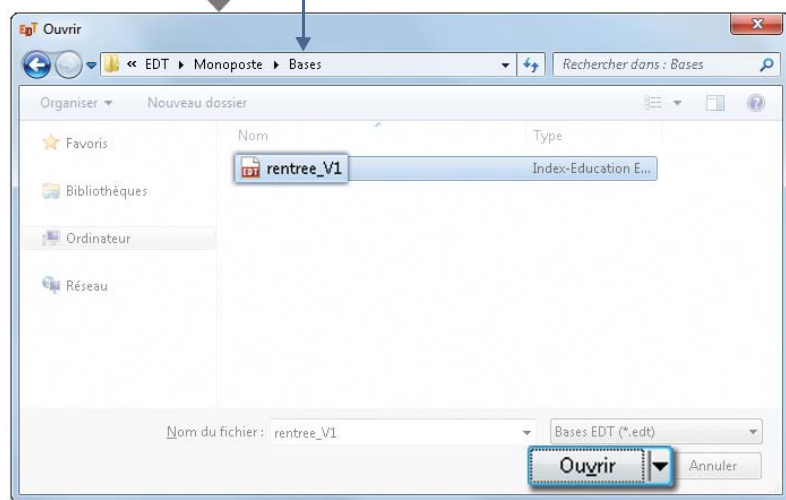 EDT Ouvrir
« EDT ▸ Monoposte ▸ Bases
Rechercher dans : Bases
Organiser
Nouveau dossier
Nom
Type
Favoris
rentree_V1
Index-Education E...
Bibliothèques
Ordinateur
Réseau
Nom du fichier : rentree_V1
Bases EDT (*.edt)
Ouvrir
Annuler